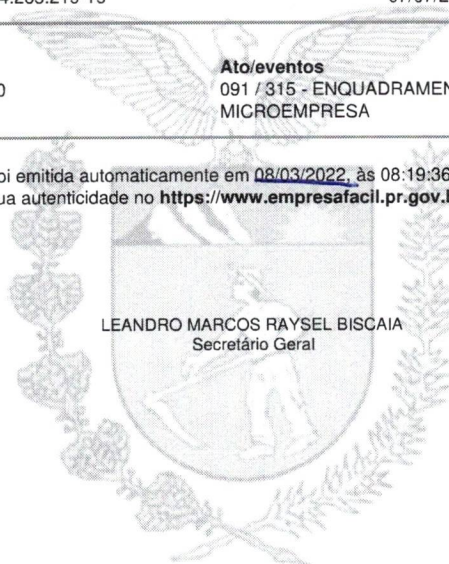 Ato/eventos
091 / 315 - ENQUADRAMEN
MICROEMPRESA
oi emitida automaticamente em 08/03/2022, às 08:19:36
ua autenticidade no https://www.empresafacil.pr.gov.
LEANDRO MARCOS RAYSEL BISCAIA
Secretário Geral